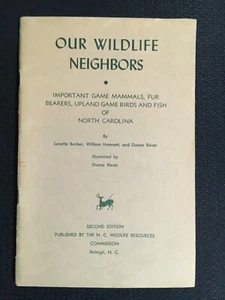 OUR WILDLIFE
NEIGHBORS
IMPORTANT GAME MAMMALS, FUR
BEARERS, UPLAND GAME BIRDS AND FISH
OF
NORTH CAROLINA
By
Lunette Barber, William Hamnett, and Duane Raver
Illustrated by
Duane Raver
SECOND EDITION
PUBLISHED BY THE N. C. WILDLIFE RESOURCES
COMMISSION
Raleigh, N. C.